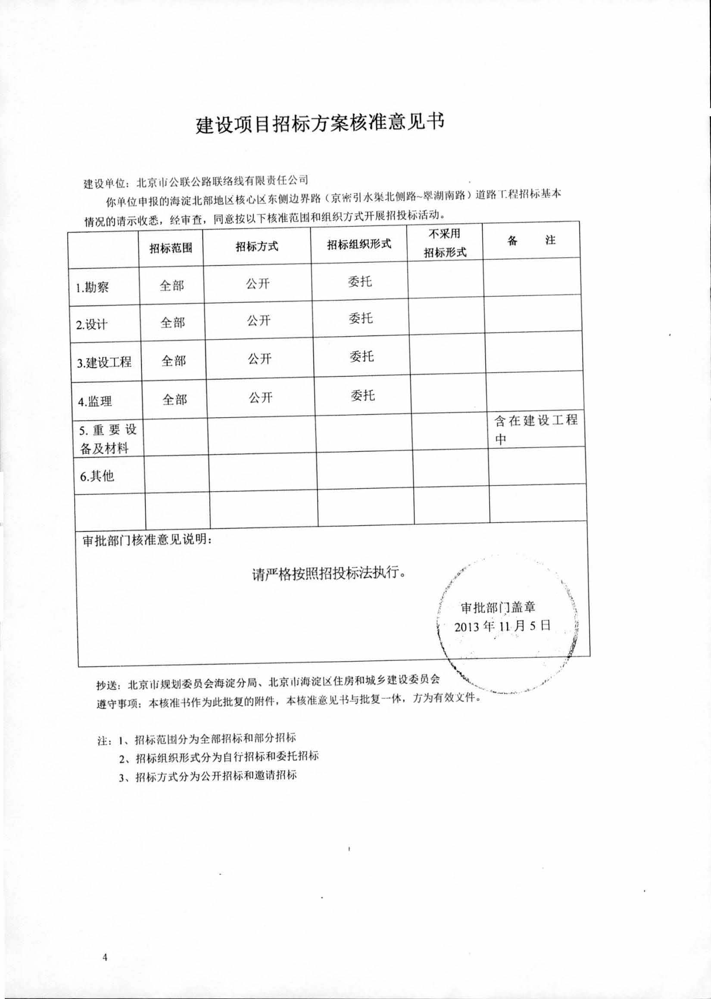 建设项目招标方案核准意见书
建设单位：北京市公联公路联络线有限责任公司
你单位申报的海淀北部地区核心区东侧边界路（京密引水渠北侧路~翠湖南路）道路工程招标基本
情况的请示收悉，经审查，同意按以下核准范围和组织方式开展招投标活动。
招标范围 招标方式 招标组织形式 不采用 备 注
招标形式
1.勘察 全部 公开 委托
2.设计 全部 公开 委托
3.建设工程 全部 公开 委托
4.监理 全部 公开 委托
5.重要设 含在建设工程
备及材料 中
6.其他
审批部门核准意见说明：
请严格按照招投标法执行。
审批部门盖章
2013 年 11 月 5 日
抄送：北京市规划委员会海淀分局、北京市海淀区住房和城乡建设委员会
遵守事项：本核准书作为此批复的附件，本核准意见书与批复一体，方为有效文件。
注：1、招标范围分为全部招标和部分招标
2、招标组织形式分为自行招标和委托招标
3、招标方式分为公开招标和邀请招标
4